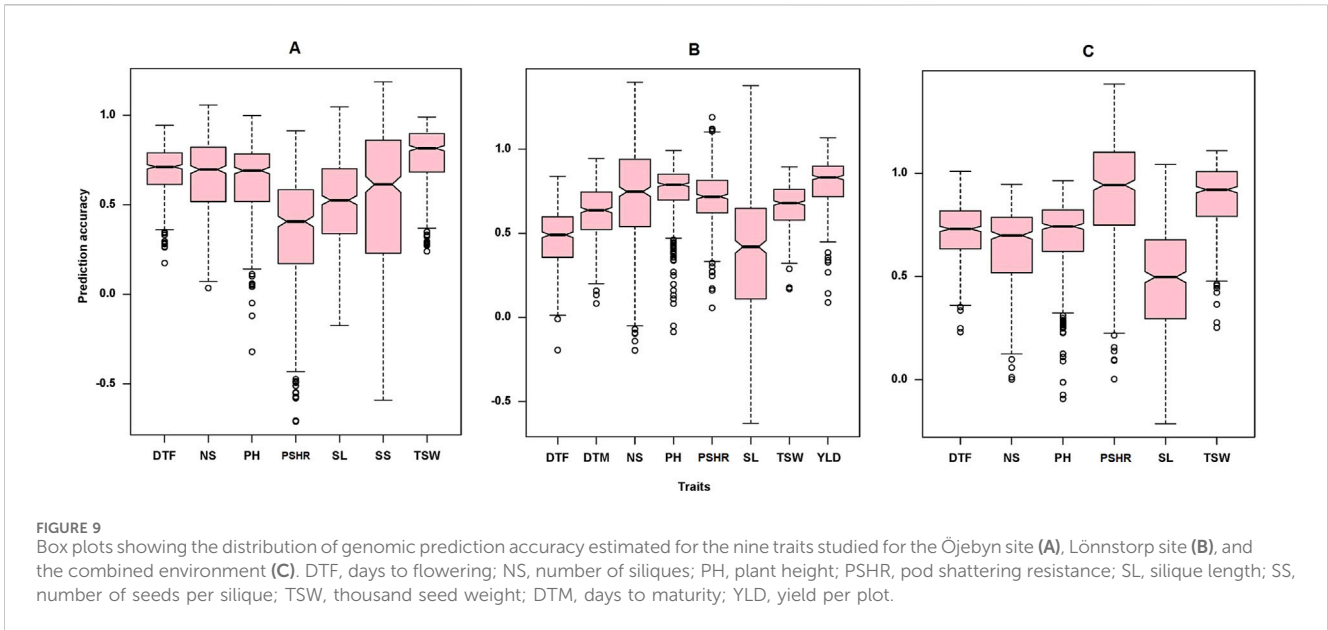 A
B
C
Prediction accuracy
1.0
0.5
0.0
-0.5
DTF NS PH PSHR SL SS TSW
1.0
0.5
0.0
-0.5
DTF DTM NS PH PSHR SL TSW YLD
1.0
0.5
0.0
DTF NS PH PSHR SL TSW
Traits
FIGURE 9
Box plots showing the distribution of genomic prediction accuracy estimated for the nine traits studied for the Öjebyn site (A), Lönnstorp site (B), and
the combined environment (C). DTF, days to flowering; NS, number of siliques; PH, plant height; PSHR, pod shattering resistance; SL, silique length; SS,
number of seeds per silique; TSW, thousand seed weight; DTM, days to maturity; YLD, yield per plot.